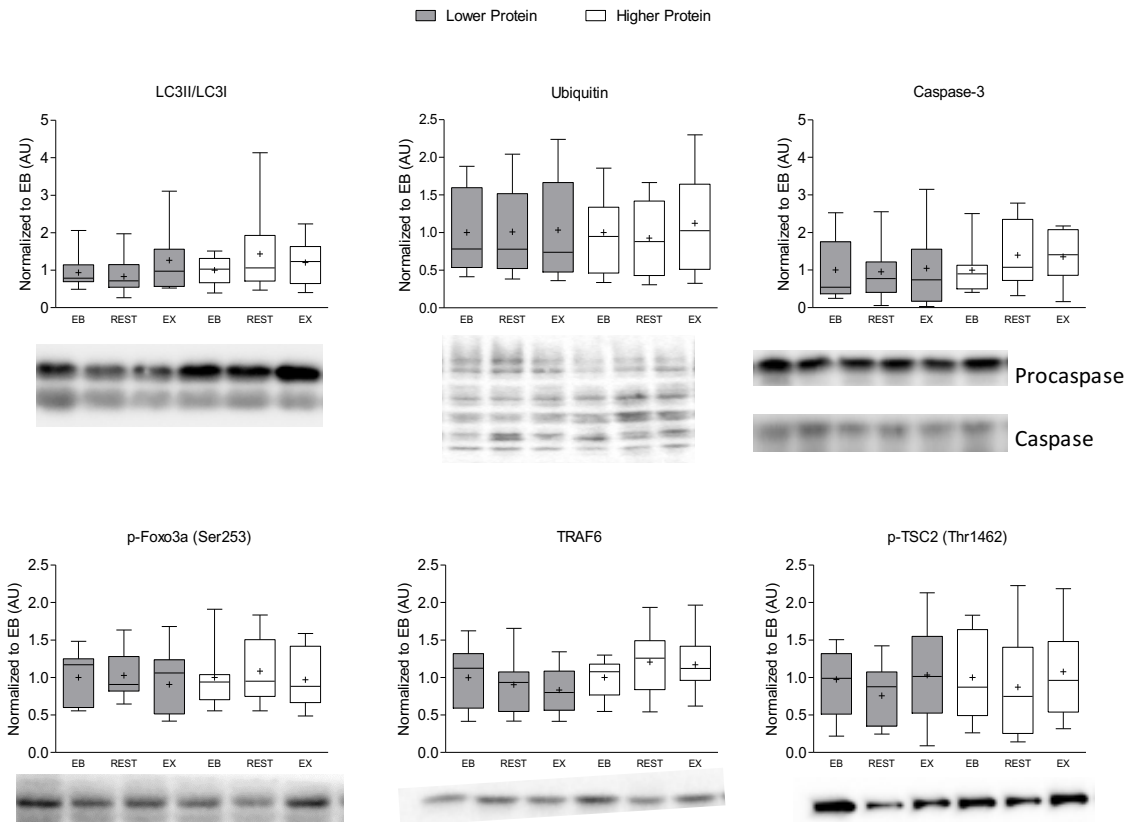 Lower Protein Higher Protein
LC3II/LC3I Ubiquitin Caspase-3
Normalized to EB (AU)
5
4
3
2
1
0
EB REST EX EB REST EX
Normalized to EB (AU)
2.5
2.0
1.5
1.0
0.5
0.0
EB REST EX EB REST EX
Normalized to EB (AU)
5
4
3
2
1
0
EB REST EX EB REST EX
Procaspase
Caspase
p-Foxo3a (Ser253) TRAF6 p-TSC2 (Thr1462)
Normalized to EB (AU)
2.5
2.0
1.5
1.0
0.5
0.0
EB REST EX EB REST EX
Normalized to EB (AU)
2.5
2.0
1.5
1.0
0.5
0.0
EB REST EX EB REST EX
Normalized to EB (AU)
2.5
2.0
1.5
1.0
0.5
0.0
EB REST EX EB REST EX